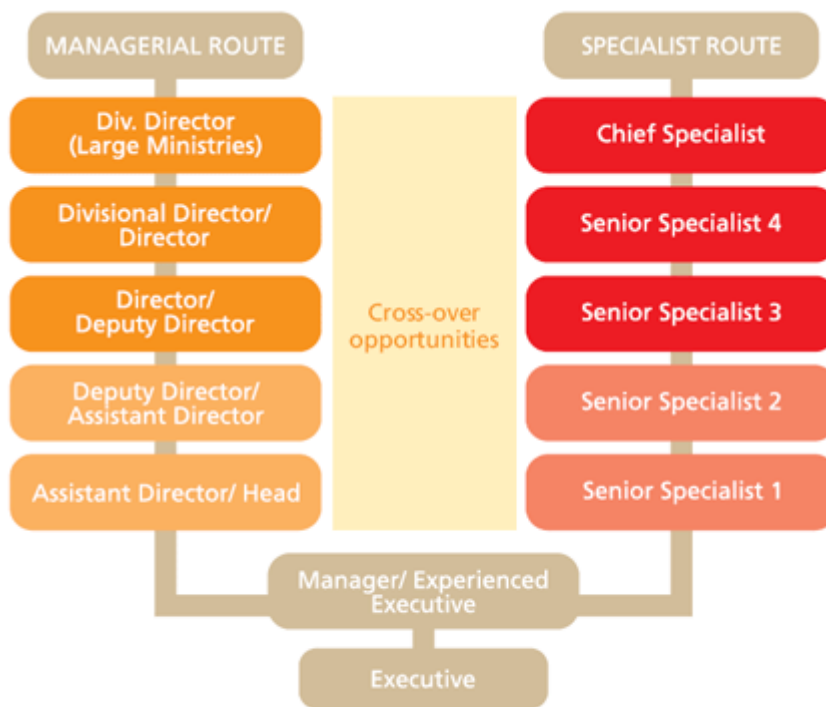 MANAGERIAL ROUTE
SPECIALIST ROUTE
Div. Director
(Large Ministries)
Chief Specialist
Divisional Director/
Director
Senior Specialist 4
Director/
Deputy Director
Cross-over
opportunities
Senior Specialist 3
Deputy Director/
Assistant Director
Senior Specialist 2
Assistant Director/ Head
Senior Specialist 1
Manager/ Experienced
Executive
Executive